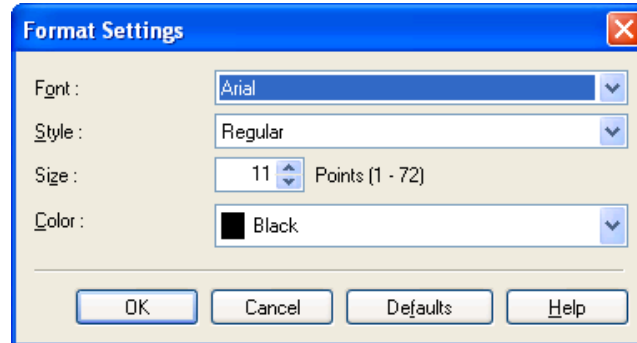 Format Settings
Font : Arial
Style : Regular
Size : 11 Points (1 - 72)
Color : Black
OK Cancel Defaults Help